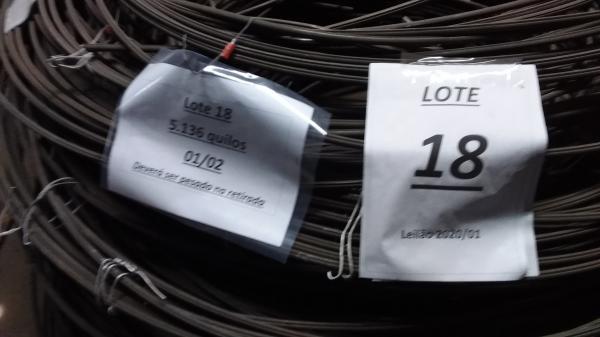 Lote 18
5.136 quilos
01/02
Deverá ser pesado na retirada
LOTE
18
Leilão 2020/01